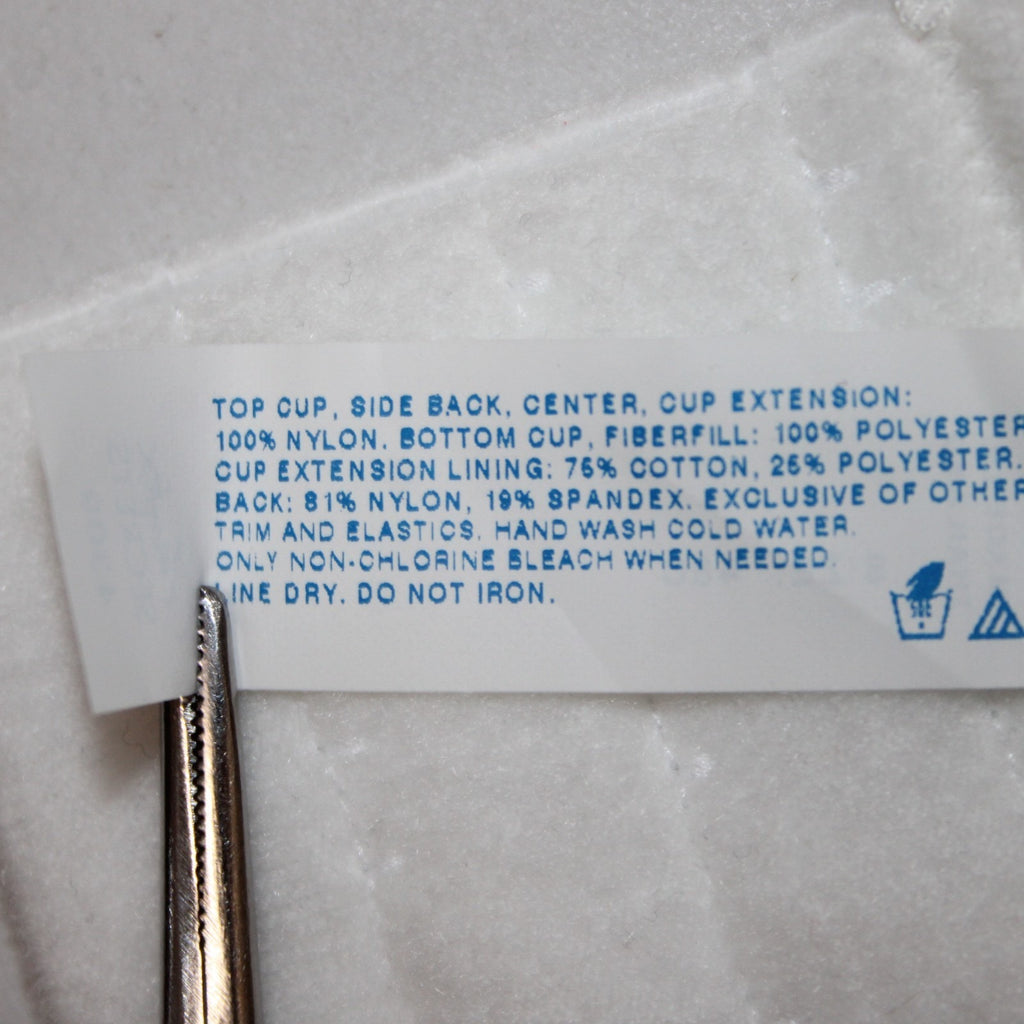 TOP CUP, SIDE BACK, CENTER, CUP EXTENSION:
100% NYLON. BOTTOM CUP, FIBERFILL: 100% POLYESTER
CUP EXTENSION LINING: 75% COTTON, 25% POLYESTER.
BACK: 81% NYLON, 19% SPANDEX. EXCLUSIVE OF OTHER
TRIM AND ELASTICS. HAND WASH COLD WATER.
ONLY NON-CHLORINE BLEACH WHEN NEEDED.
LINE DRY. DO NOT IRON.